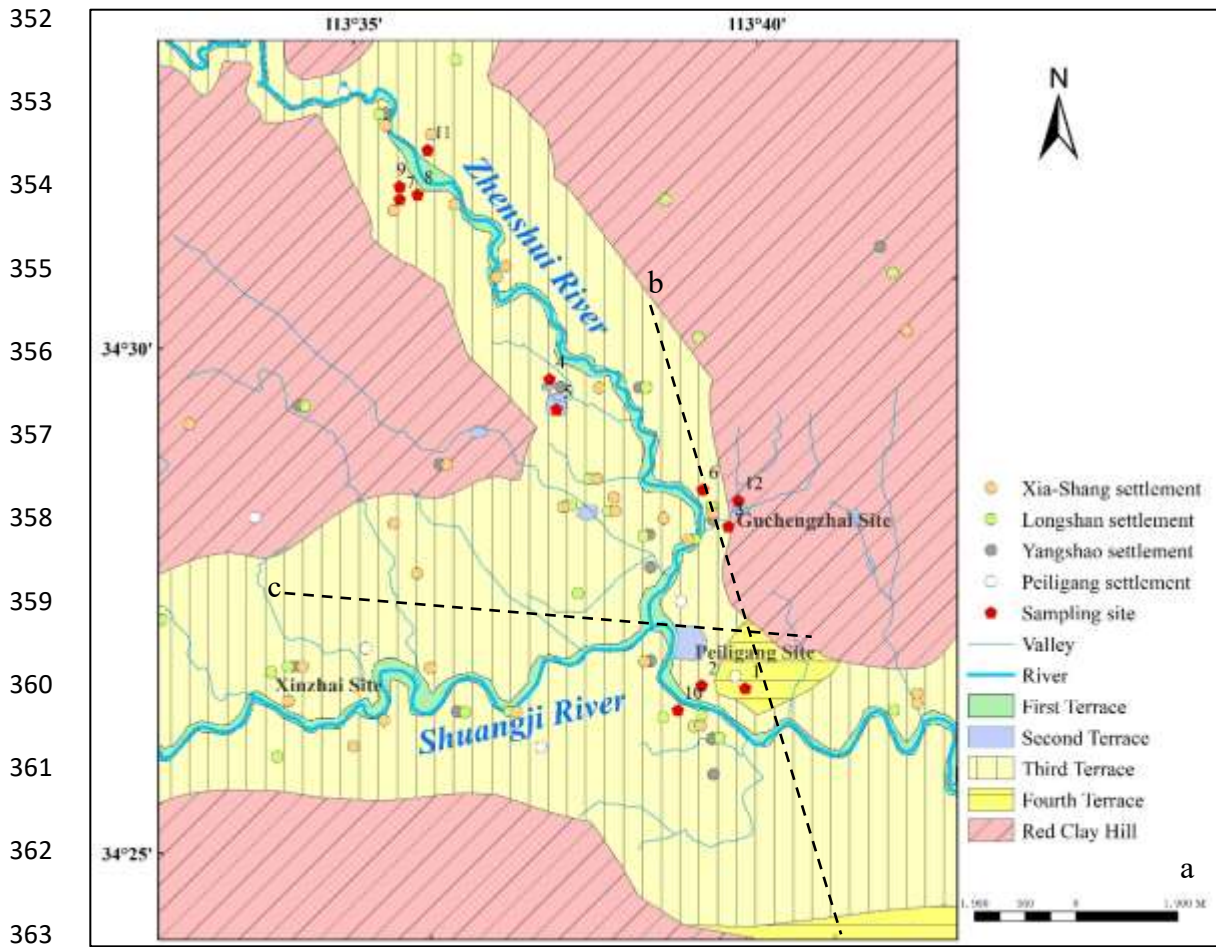 352
353
354
355
356
357
358
359
360
361
362
363
113°35'
113°40'
34°30'
34°25'
N
Zhenshui River
Shuangji River
11
9
7
8
4
5
6
12
3
Guchengzhai Site
Peiligang Site
Xinzhai Site
2
1
10
b
c
a
Xia-Shang settlement
Longshan settlement
Yangshao settlement
Peiligang settlement
Sampling site
Valley
River
First Terrace
Second Terrace
Third Terrace
Fourth Terrace
Red Clay Hill
0